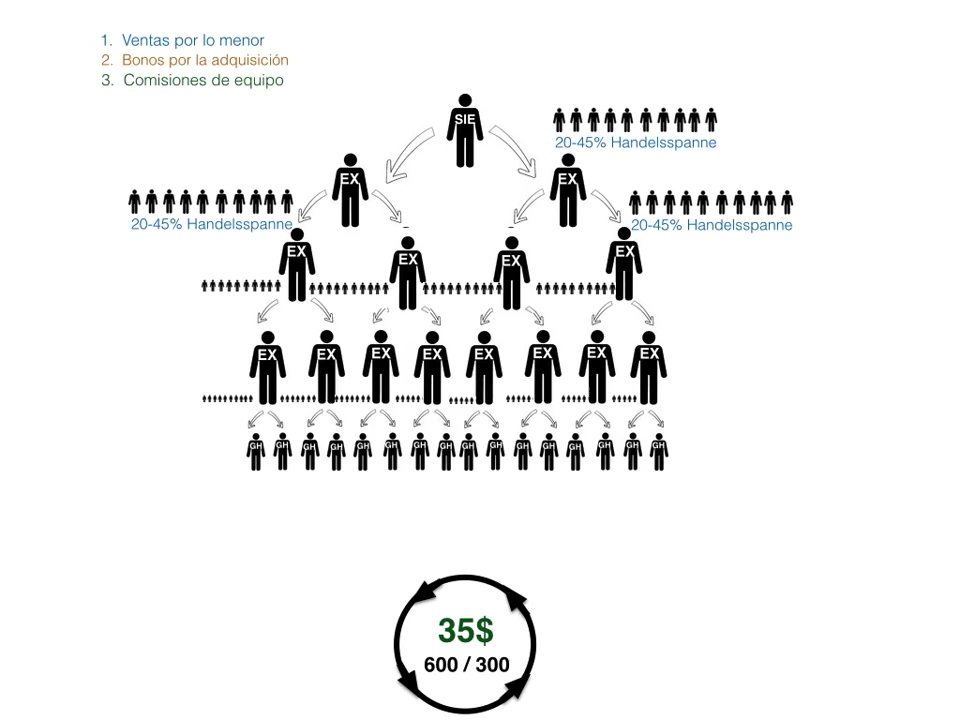 1. Ventas por lo menor
2. Bonos por la adquisición
3. Comisiones de equipo
SIE
20-45% Handelsspanne
EX EX
20-45% Handelsspanne
20-45% Handelsspanne
EX EX EX EX
EX EX EX EX EX EX EX EX
GH GH GH GH GH GH GH GH GH GH GH GH GH GH GH GH
35$
600 / 300